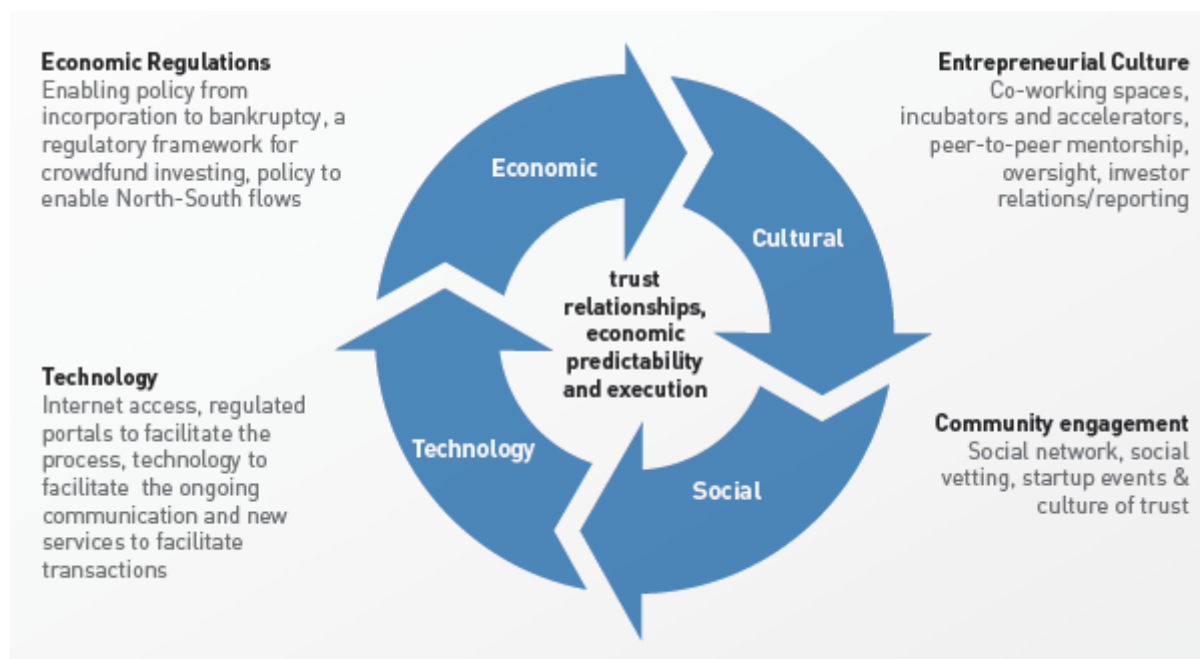 Economic Regulations
Enabling policy from
incorporation to bankruptcy, a
regulatory framework for
crowdfund investing, policy to
enable North-South flows
Entrepreneurial Culture
Co-working spaces,
incubators and accelerators,
peer-to-peer mentorship,
oversight, investor
relations/reporting
Economic
Cultural
trust
relationships,
economic
predictability
and execution
Technology
Internet access, regulated
portals to facilitate the
process, technology to
facilitate the ongoing
communication and new
services to facilitate
transactions
Technology
Social
Community engagement
Social network, social
vetting, startup events &
culture of trust